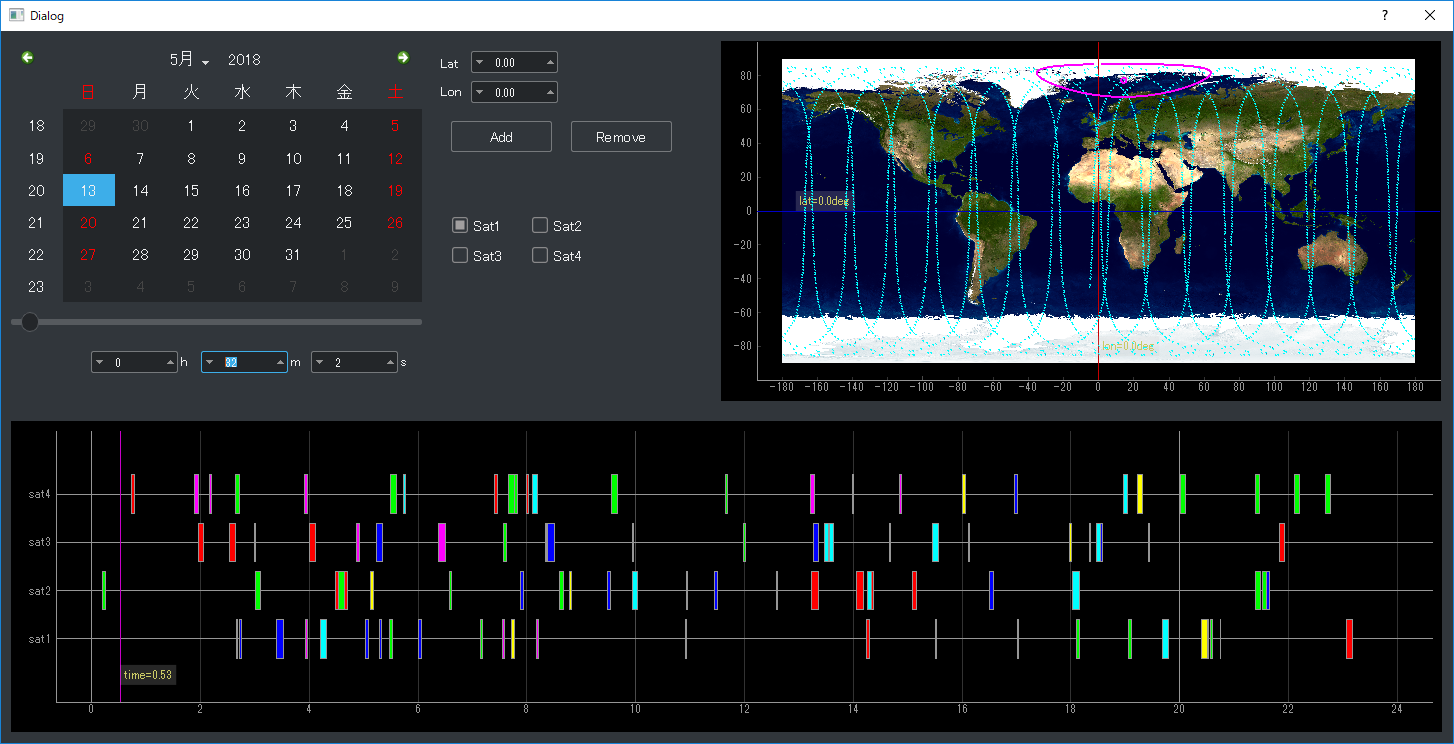 Dialog
?
5月 2018
日 月 火 水 木 金 土
18 29 30 1 2 3 4 5
19 6 7 8 9 10 11 12
20 13 14 15 16 17 18 19
21 20 21 22 23 24 25 26
22 27 28 29 30 31 1 2
23 3 4 5 6 7 8 9
0 h 32 m 2 s
Lat 0.00
Lon 0.00
Add Remove
Sat1 Sat2
Sat3 Sat4
80
60
40
20
lat=0.0deg
0
−20
−40
−60
−80
lon=0.0deg
−180 −160 −140 −120 −100 −80 −60 −40 −20 0 20 40 60 80 100 120 140 160 180
sat4
sat3
sat2
sat1
time=0.53
0 2 4 6 8 10 12 14 16 18 20 22 24